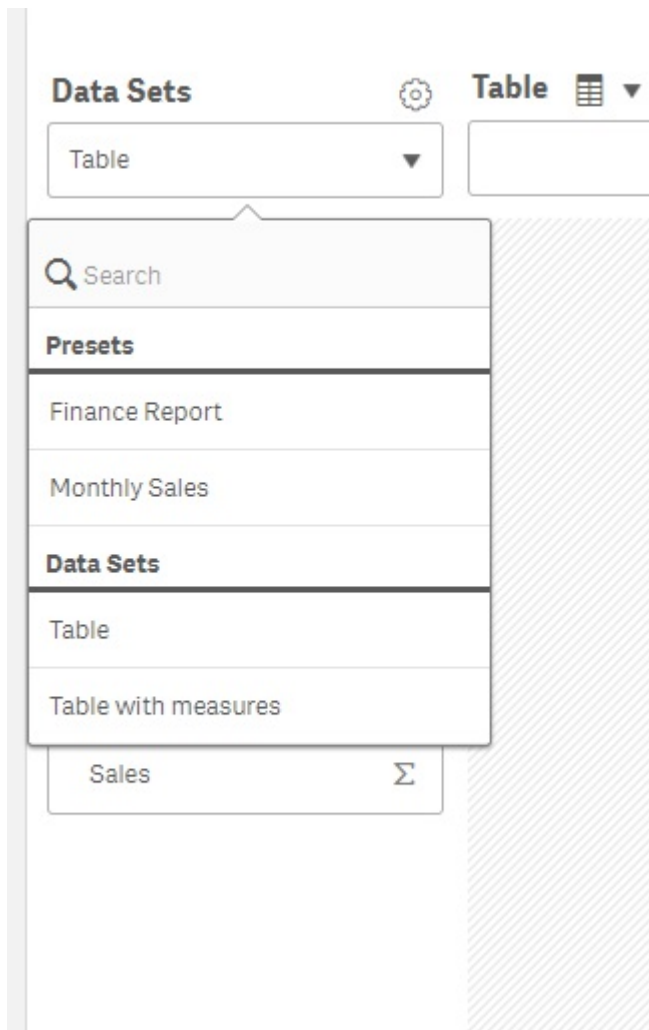 Data Sets
Table
Table
Search
Presets
Finance Report
Monthly Sales
Data Sets
Table
Table with measures
Sales Σ